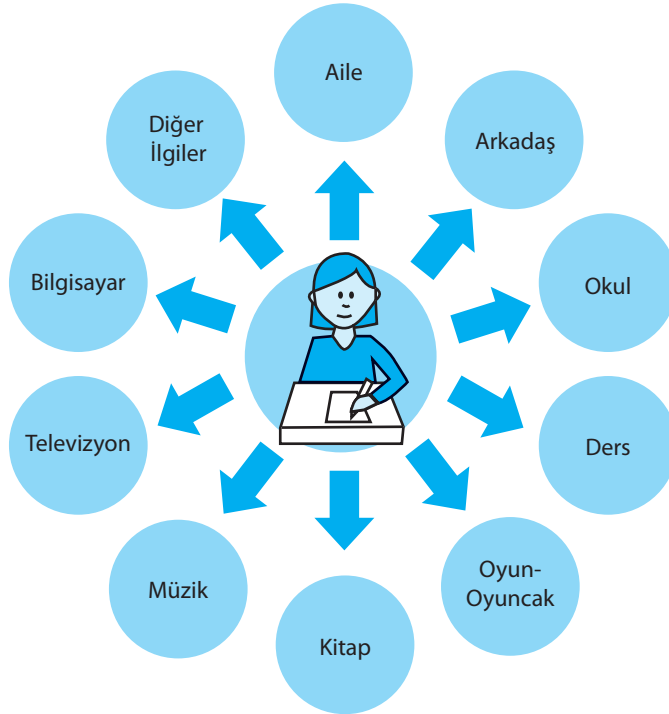 Aile
Arkadaş
Okul
Ders
Oyun-
Oyuncak
Kitap
Müzik
Televizyon
Bilgisayar
Diğer
İlgiler